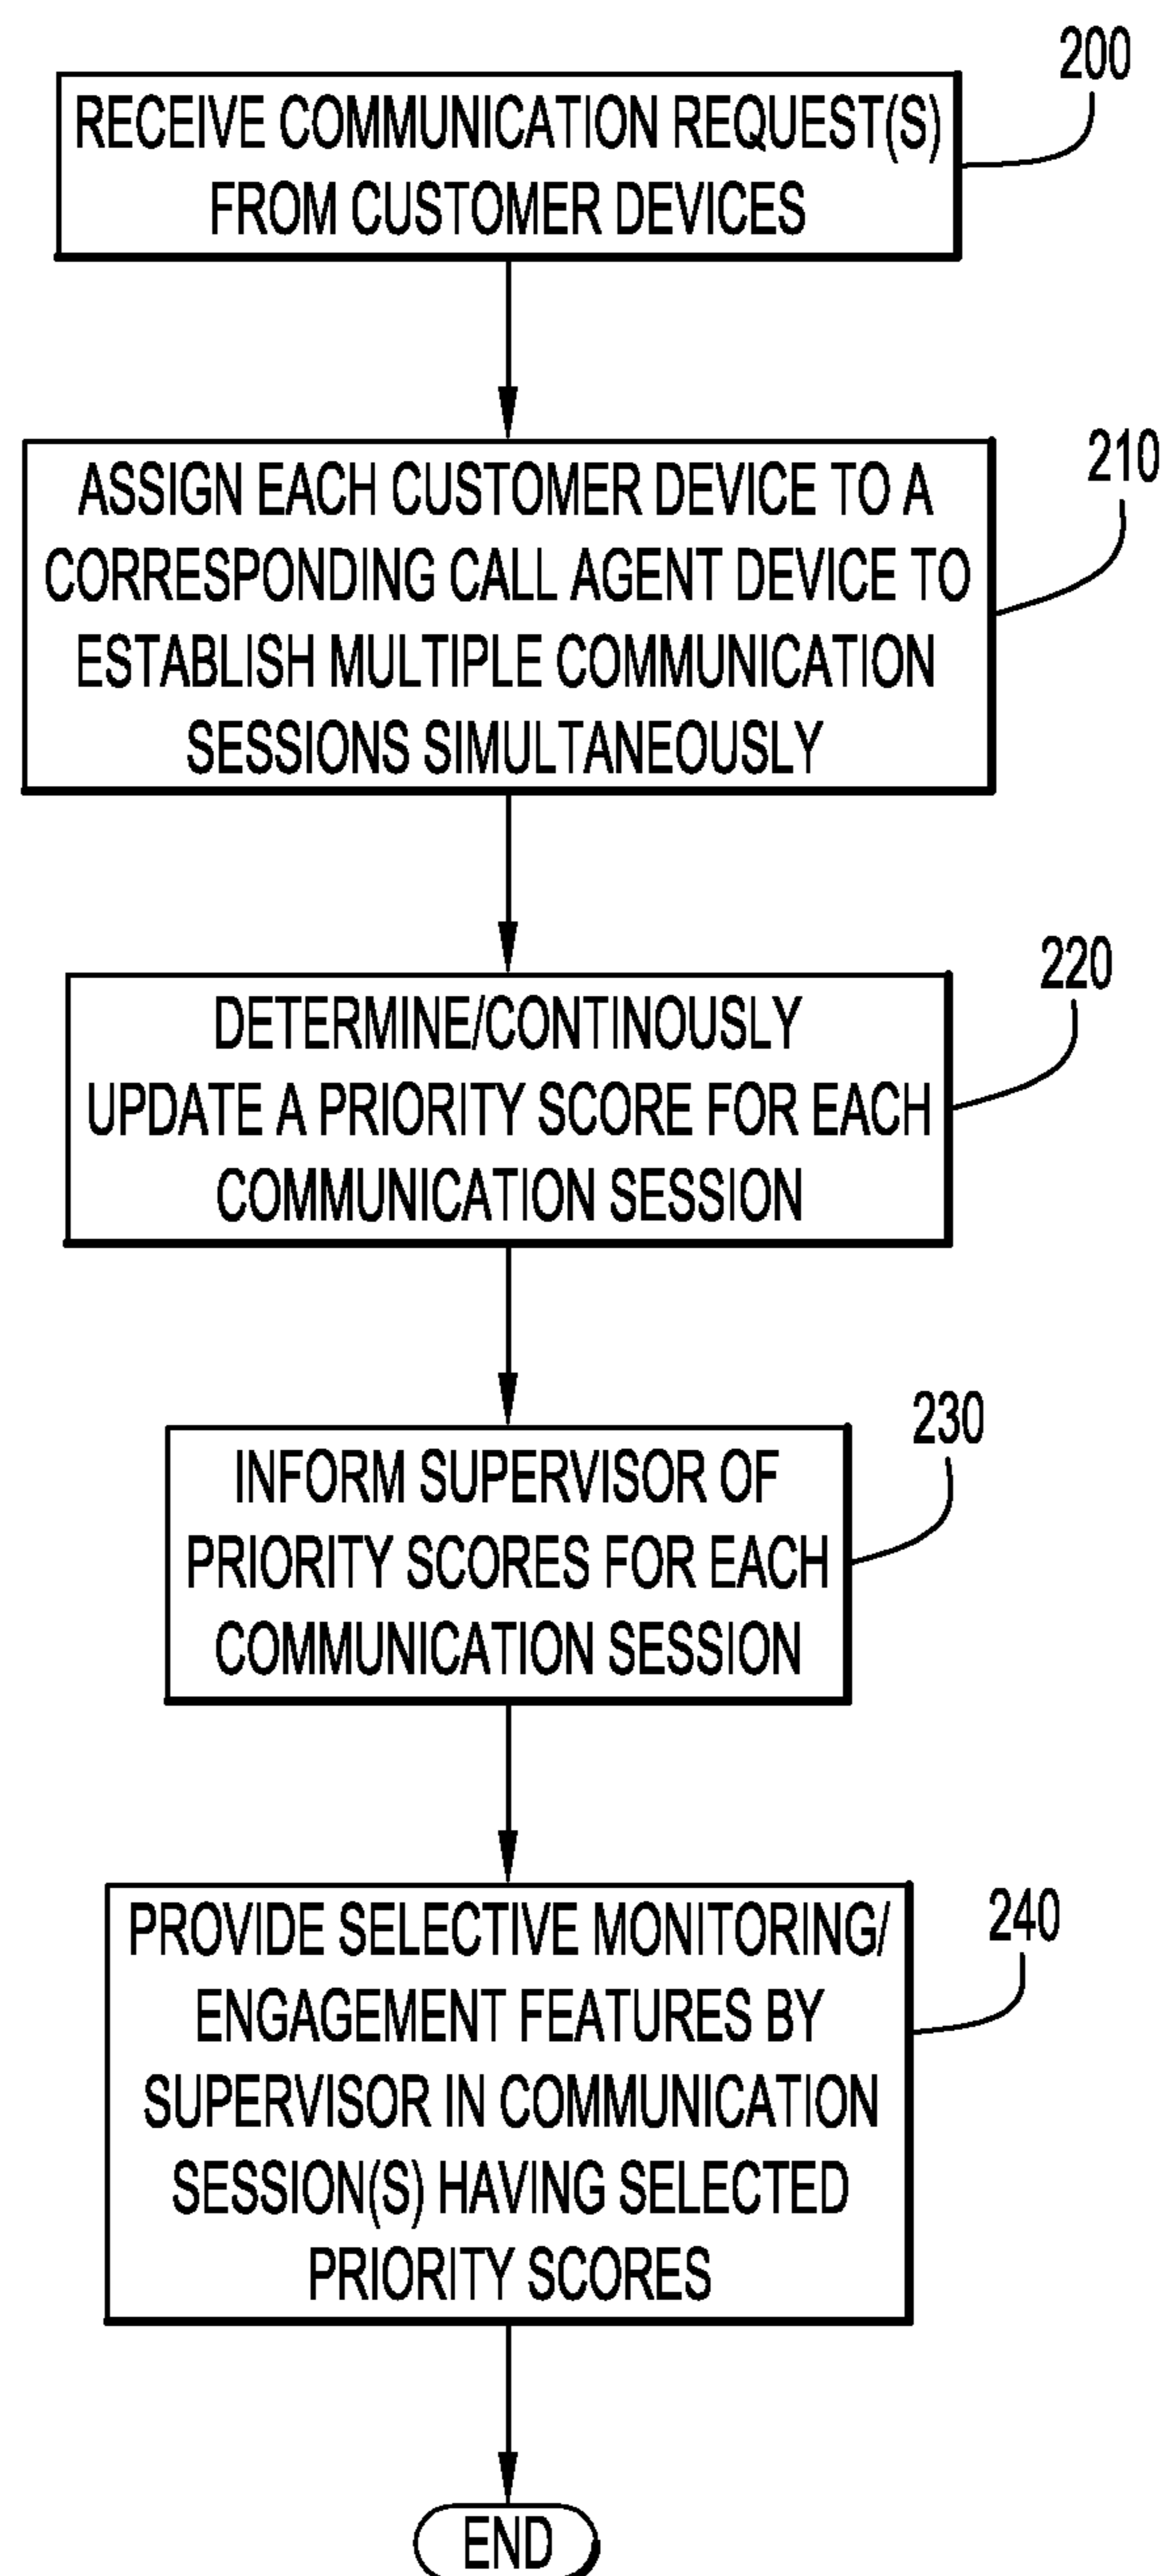 200
RECEIVE COMMUNICATION REQUEST(S)
FROM CUSTOMER DEVICES
210
ASSIGN EACH CUSTOMER DEVICE TO A
CORRESPONDING CALL AGENT DEVICE TO
ESTABLISH MULTIPLE COMMUNICATION
SESSIONS SIMULTANEOUSLY
220
DETERMINE/CONTINOUSLY
UPDATE A PRIORITY SCORE FOR EACH
COMMUNICATION SESSION
230
INFORM SUPERVISOR OF
PRIORITY SCORES FOR EACH
COMMUNICATION SESSION
240
PROVIDE SELECTIVE MONITORING/
ENGAGEMENT FEATURES BY
SUPERVISOR IN COMMUNICATION
SESSION(S) HAVING SELECTED
PRIORITY SCORES
END